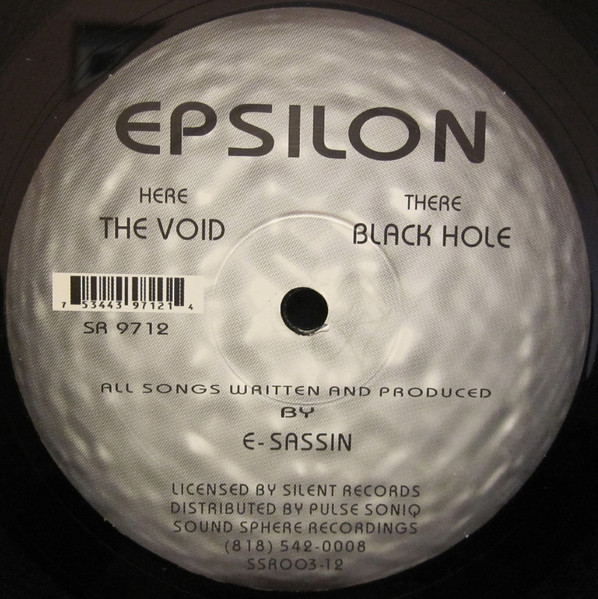 EPSILON
HERE
THE VOID
THERE
BLACK HOLE
7 53443 97121 4
SR 9712
ALL SONGS WRITTEN AND PRODUCED
BY
E-SASSIN
LICENSED BY SILENT RECORDS
DISTRIBUTED BY PULSE SONIQ
SOUND SPHERE RECORDINGS
(818) 542-0008
SSR003-12